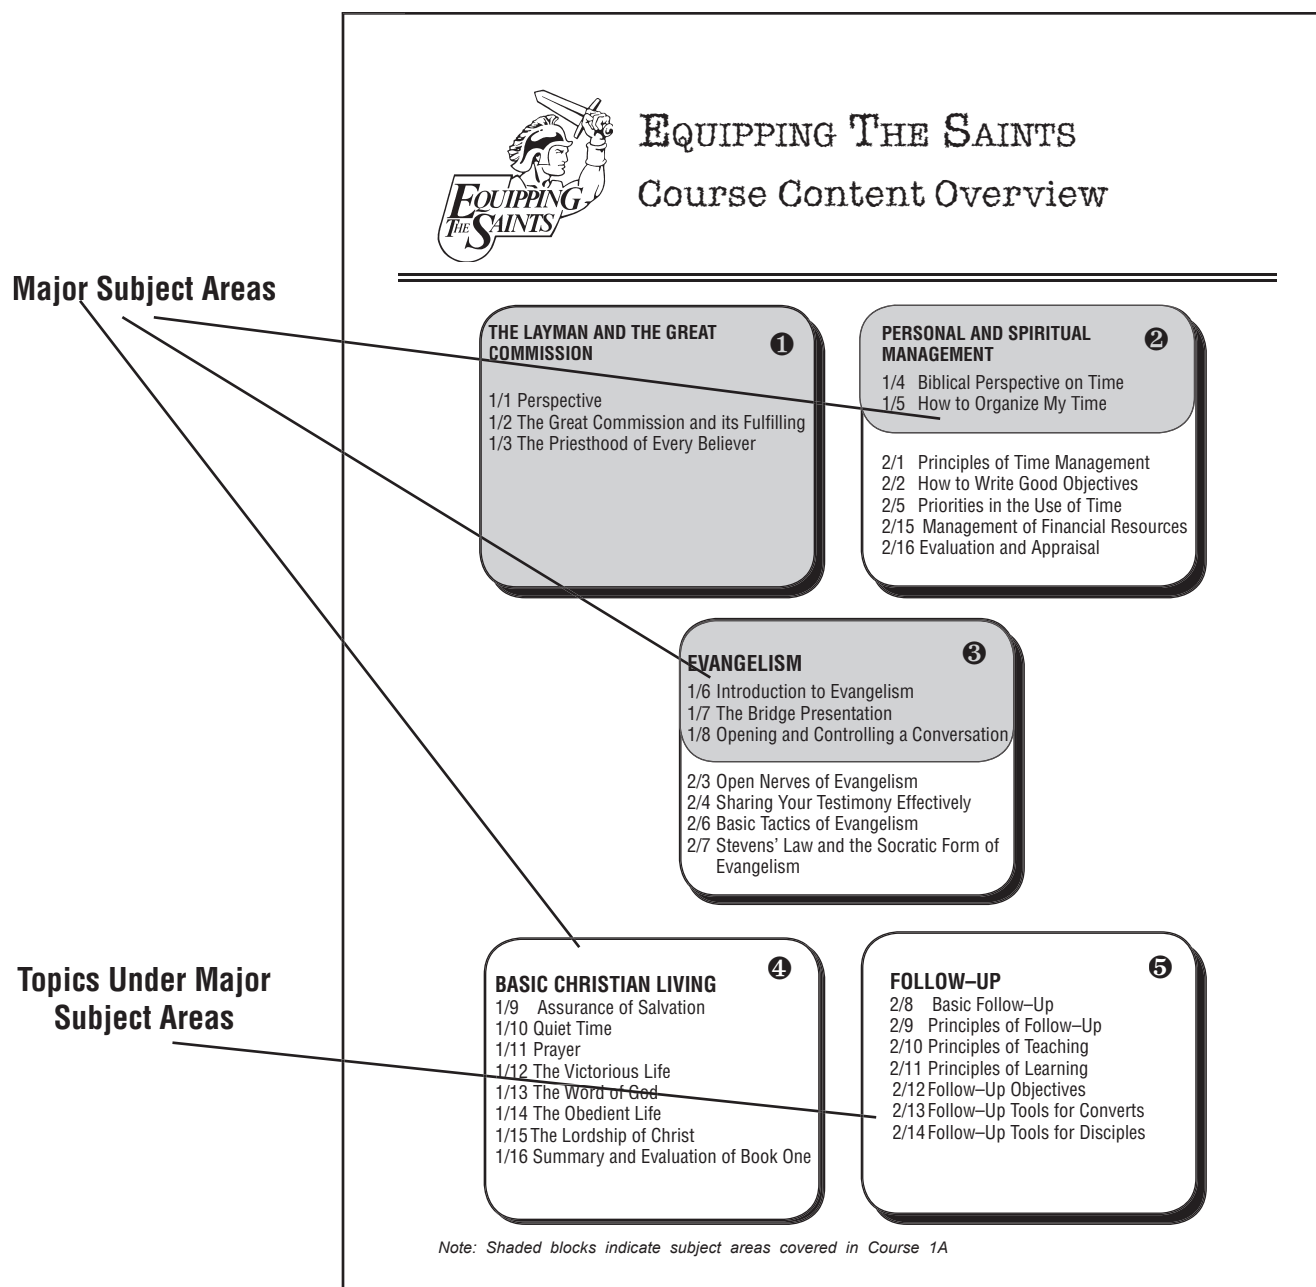 EQUIPPING THE SAINTS
Course Content Overview
EQUIPPING
THE SAINTS
Major Subject Areas
THE LAYMAN AND THE GREAT
COMMISSION
❶
1/1 Perspective
1/2 The Great Commission and its Fulfilling
1/3 The Priesthood of Every Believer
PERSONAL AND SPIRITUAL
MANAGEMENT
❷
1/4 Biblical Perspective on Time
1/5 How to Organize My Time
2/1 Principles of Time Management
2/2 How to Write Good Objectives
2/5 Priorities in the Use of Time
2/15 Management of Financial Resources
2/16 Evaluation and Appraisal
EVANGELISM
❸
1/6 Introduction to Evangelism
1/7 The Bridge Presentation
1/8 Opening and Controlling a Conversation
2/3 Open Nerves of Evangelism
2/4 Sharing Your Testimony Effectively
2/6 Basic Tactics of Evangelism
2/7 Stevens’ Law and the Socratic Form of
Evangelism
Topics Under Major
Subject Areas
BASIC CHRISTIAN LIVING
❹
1/9 Assurance of Salvation
1/10 Quiet Time
1/11 Prayer
1/12 The Victorious Life
1/13 The Word of God
1/14 The Obedient Life
1/15 The Lordship of Christ
1/16 Summary and Evaluation of Book One
FOLLOW–UP
❺
2/8 Basic Follow–Up
2/9 Principles of Follow–Up
2/10 Principles of Teaching
2/11 Principles of Learning
2/12 Follow–Up Objectives
2/13 Follow–Up Tools for Converts
2/14 Follow–Up Tools for Disciples
Note: Shaded blocks indicate subject areas covered in Course 1A